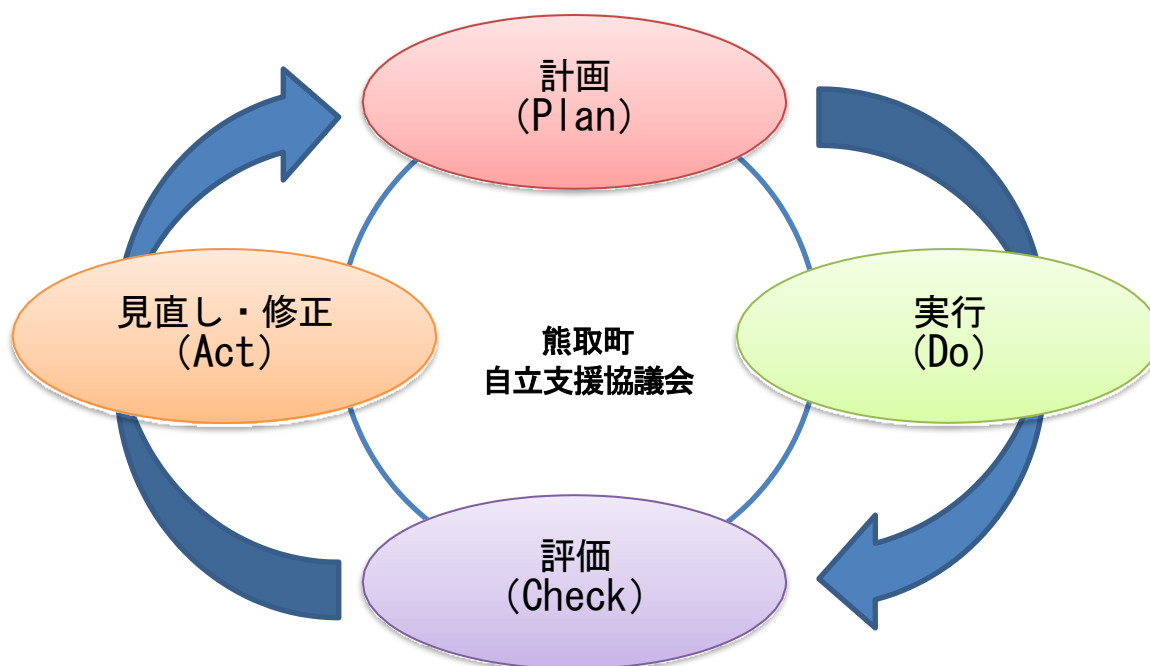 計画
(Plan)
見直し・修正
(Act)
熊取町
自立支援協議会
実行
(Do)
評価
(Check)